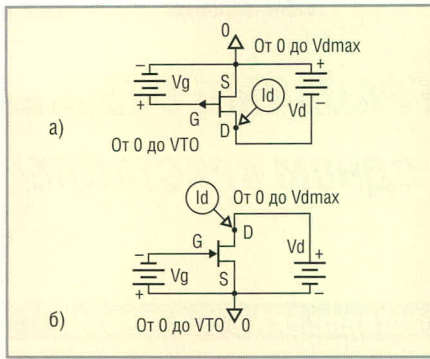 0
От 0 до Vdmax
− Vg S +
+ G Id Vd
D −
а)
От 0 до VTO
Id От 0 до Vdmax
D
− G Vd +
Vg S
+ −
б)
От 0 до VTO 0